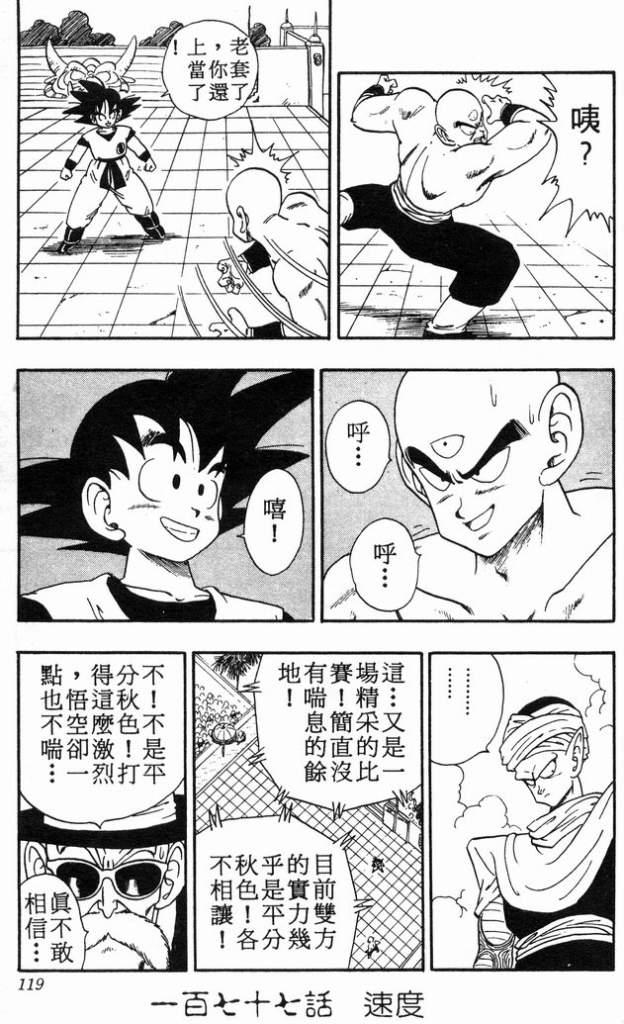 咦?
老套了
，你還
上當了
！
呼…
呼…
嘻！
………
這…又是一
場精采的比
賽！簡直沒
有喘息的餘
地！
目前雙方
的實力幾
乎是平分
秋色！各
不相讓！
不！不是平
分秋色！打
得這麼激烈
，悟空卻一
點也不喘…
眞不敢
相信…
119
一百七十七話　速度